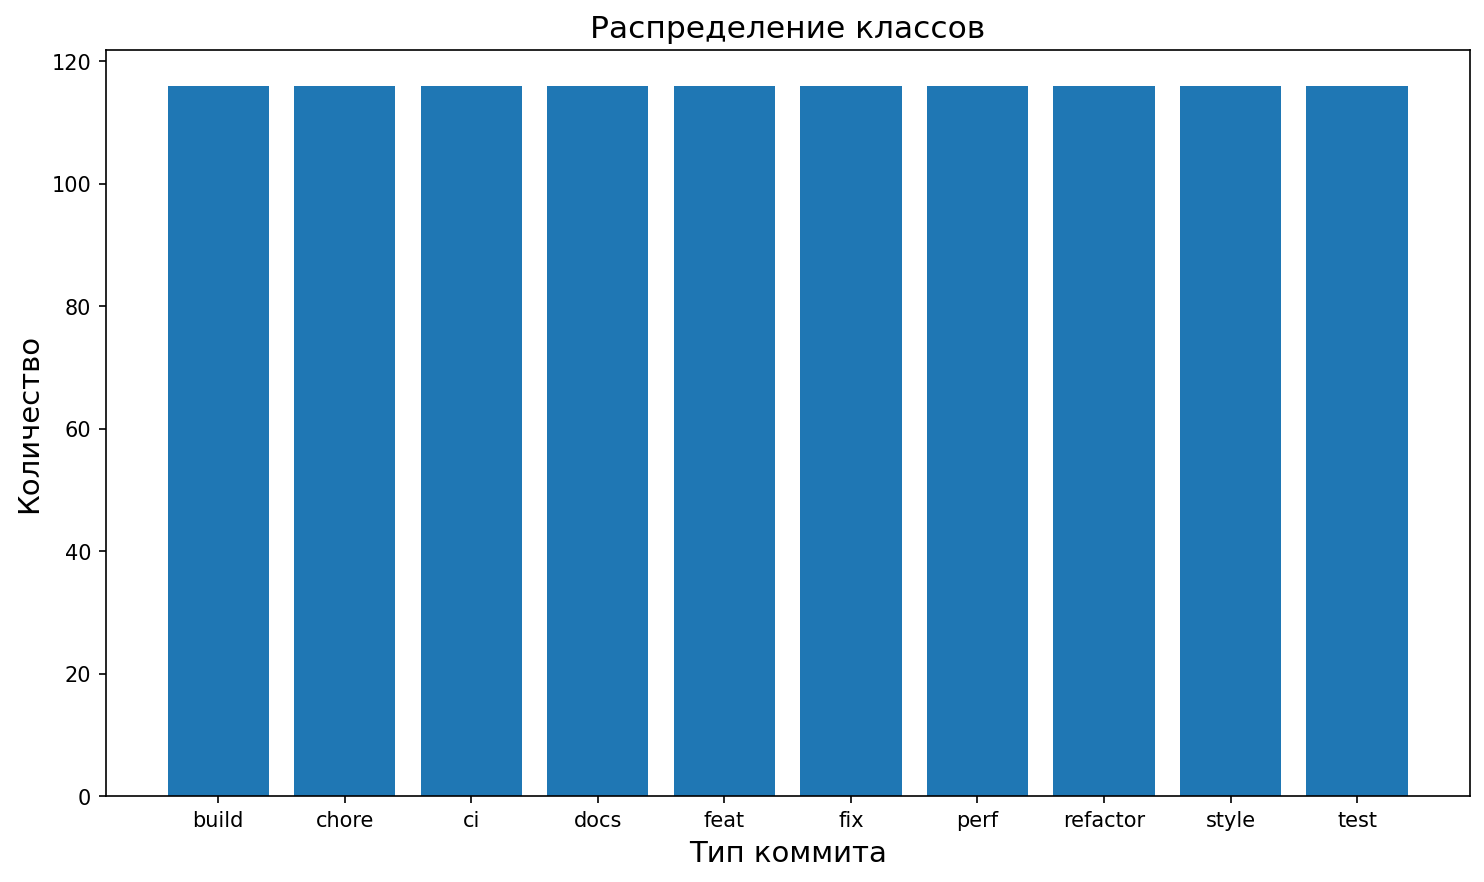 Распределение классов
Количество
120
100
80
60
40
20
0
build chore ci docs feat fix perf refactor style test
Тип коммита